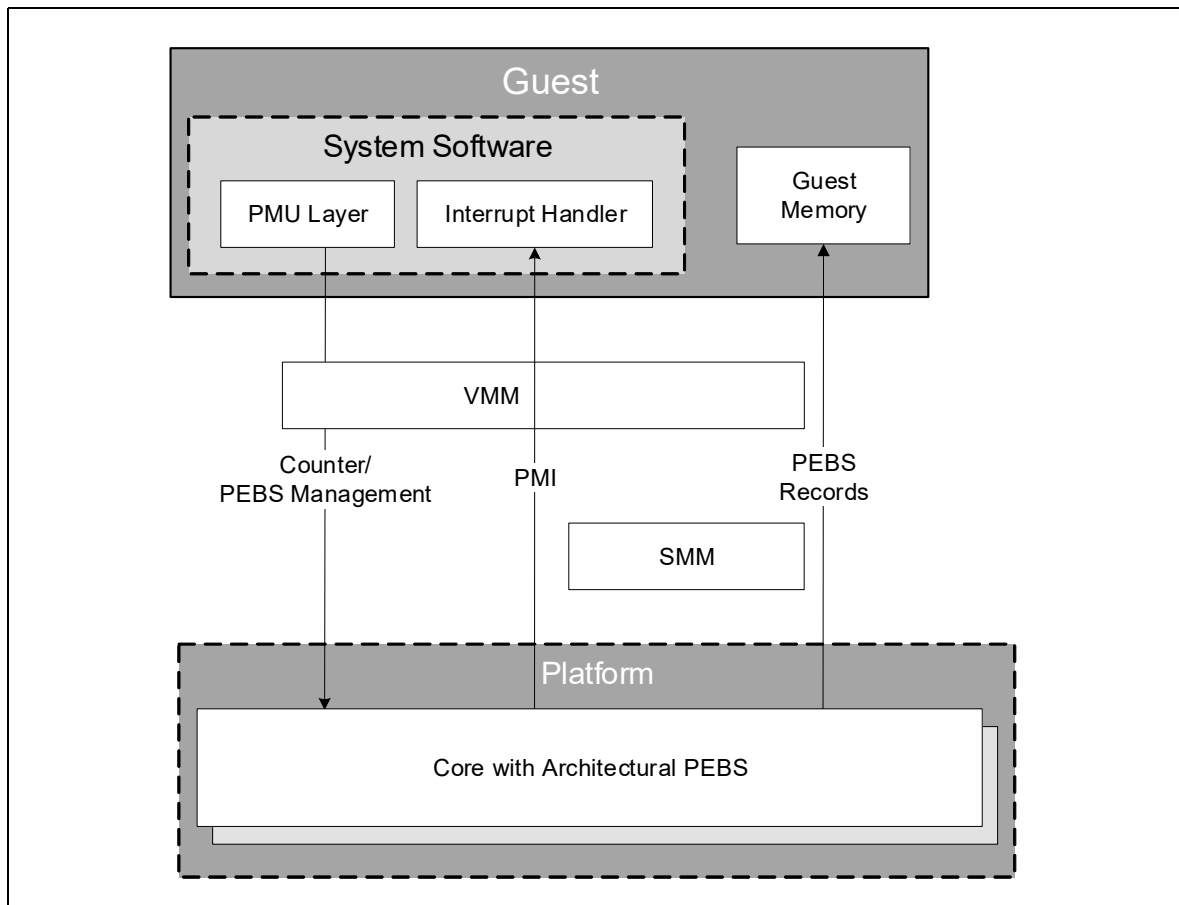 Guest
System Software
PMU Layer
Interrupt Handler
Guest
Memory
VMM
Counter/
PEBS Management
PMI
PEBS
Records
SMM
Platform
Core with Architectural PEBS